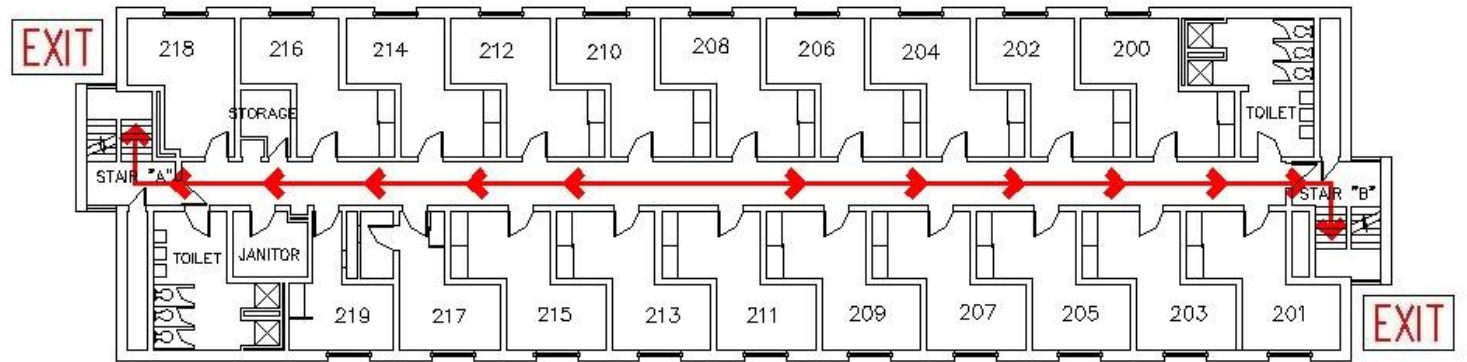 EXIT
218 216 214 212 210 208 206 204 202 200
STORAGE
TOILET
STAIR "A"
STAIR "B"
TOILET
JANITOR
219 217 215 213 211 209 207 205 203 201
EXIT